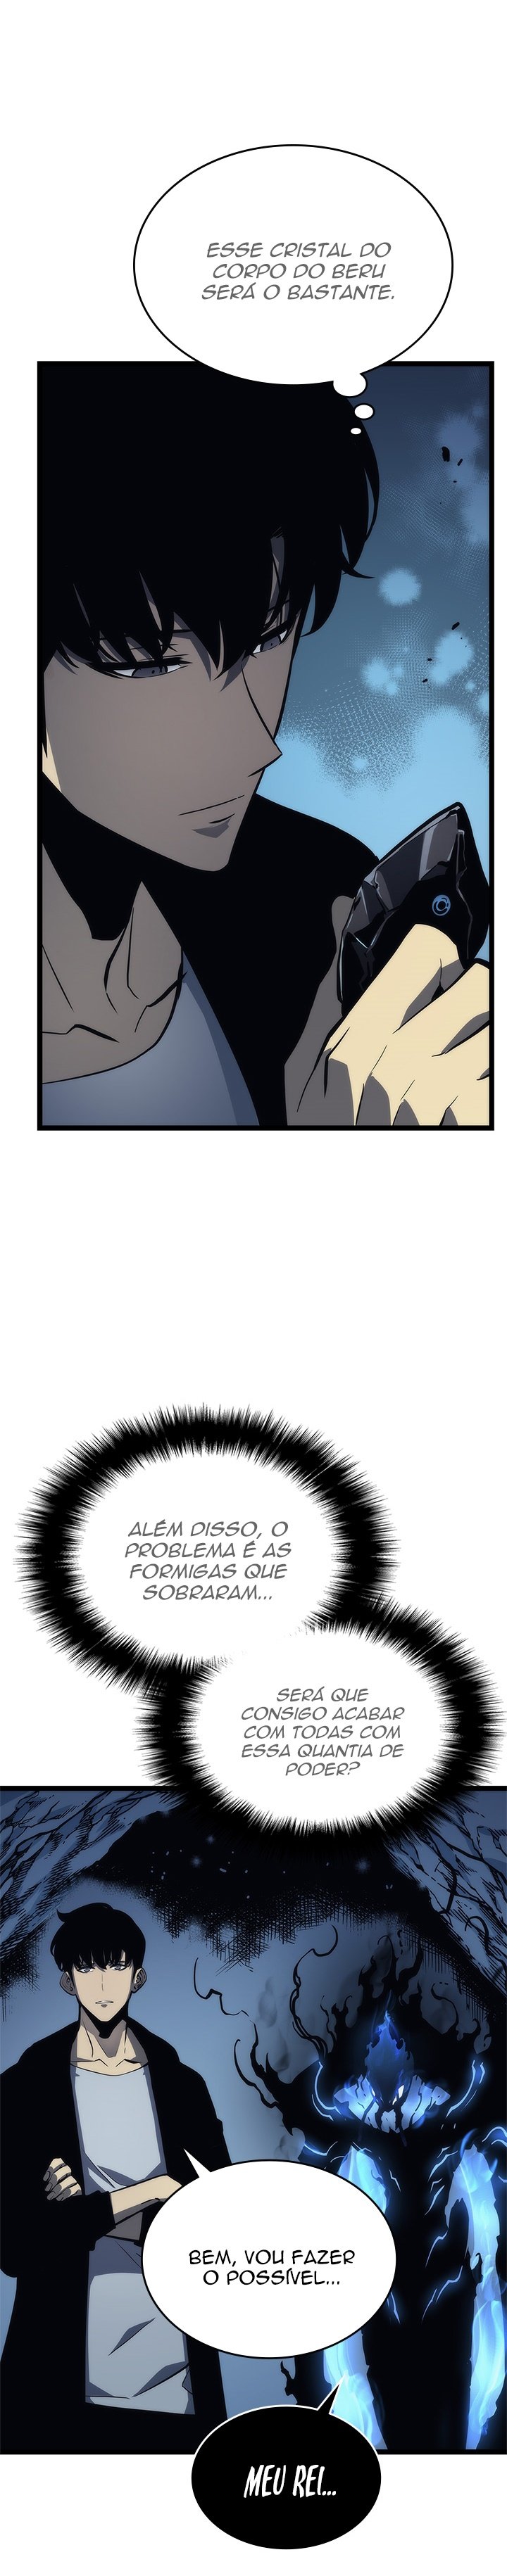 ESSE CRISTAL DO
CORPO DO BERU
SERÁ O BASTANTE.
ALÉM DISSO, O
PROBLEMA É AS
FORMIGAS QUE
SOBRARAM...
SERÁ QUE
CONSIGO ACABAR
COM TODAS COM
ESSA QUANTIA DE
PODER?
BEM, VOU FAZER
O POSSÍVEL...
MEU REI...